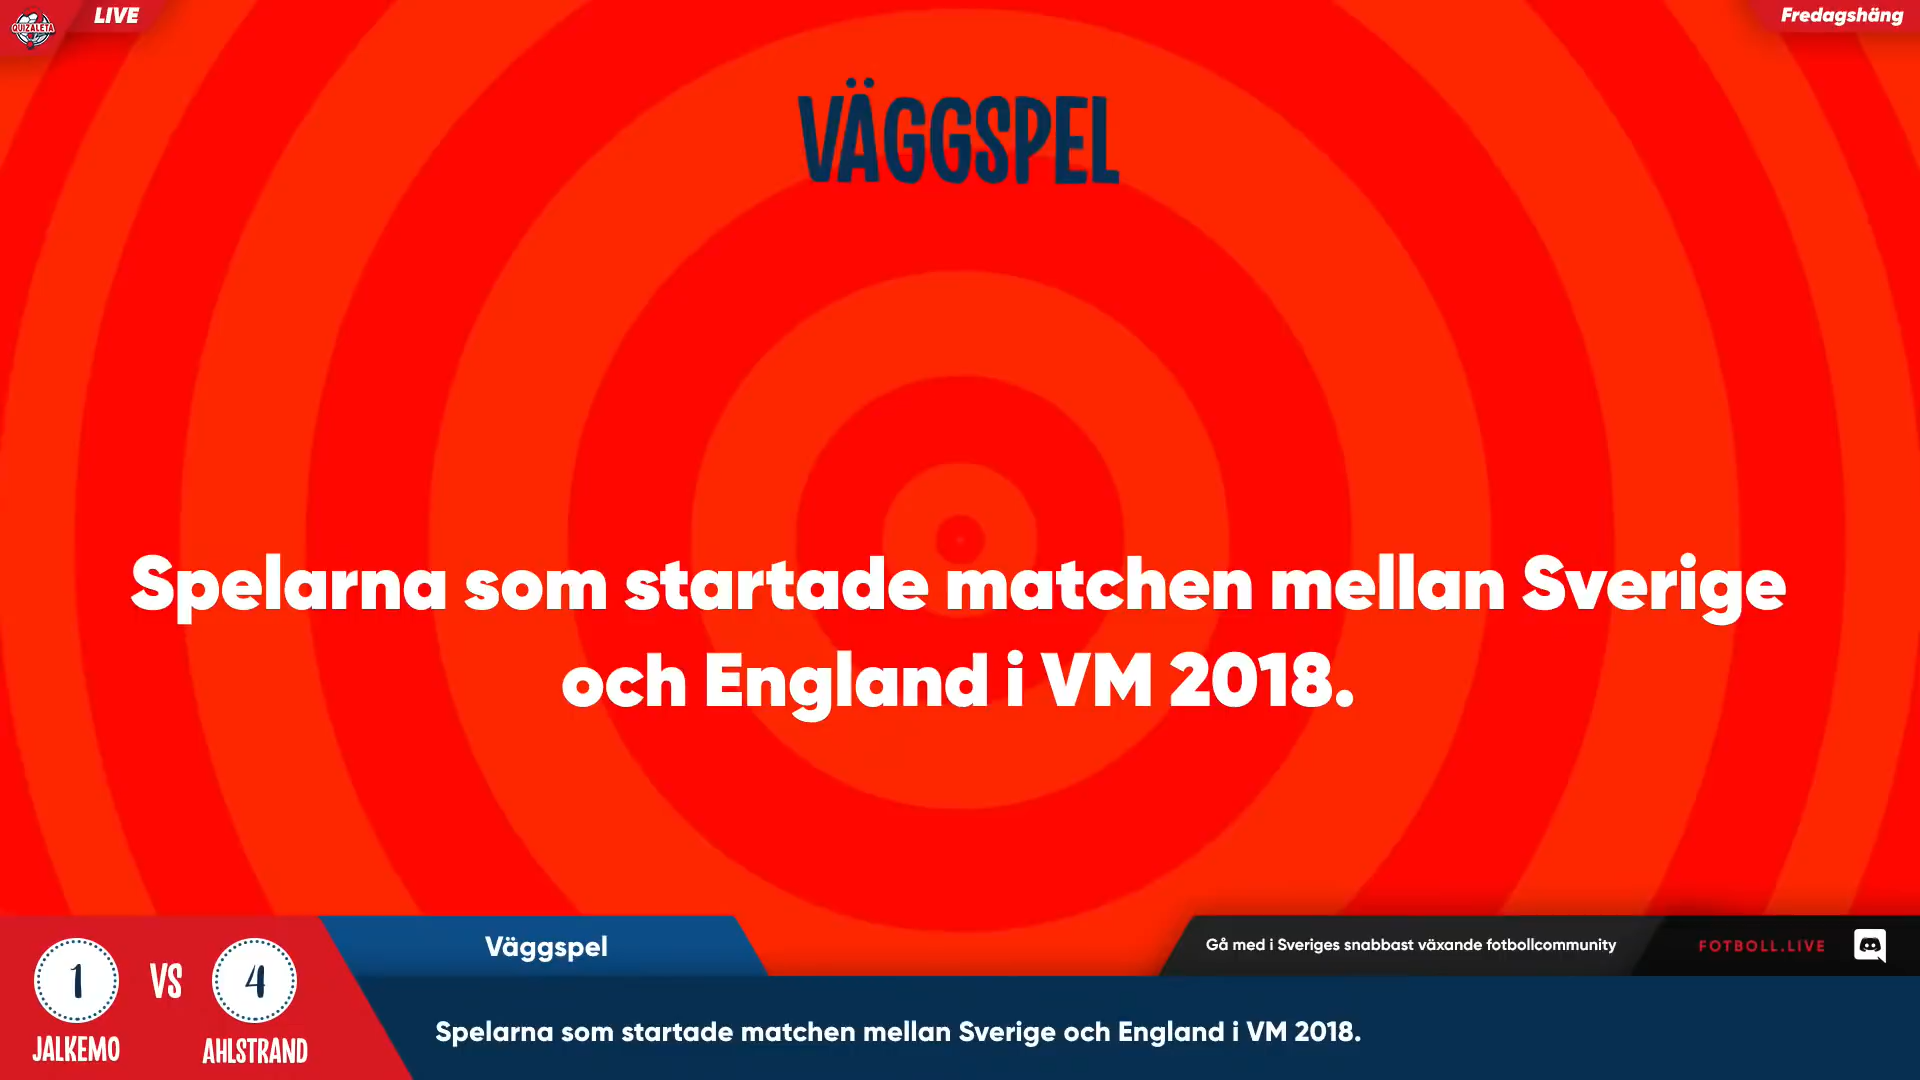 QUIZALETA
LIVE
Fredagshäng
VÄGGSPEL
Spelarna som startade matchen mellan Sverige
och England i VM 2018.
Väggspel
Gå med i Sveriges snabbast växande fotbollcommunity
FOTBOLL.LIVE
1 VS 4
JALKEMO AHLSTRAND
Spelarna som startade matchen mellan Sverige och England i VM 2018.